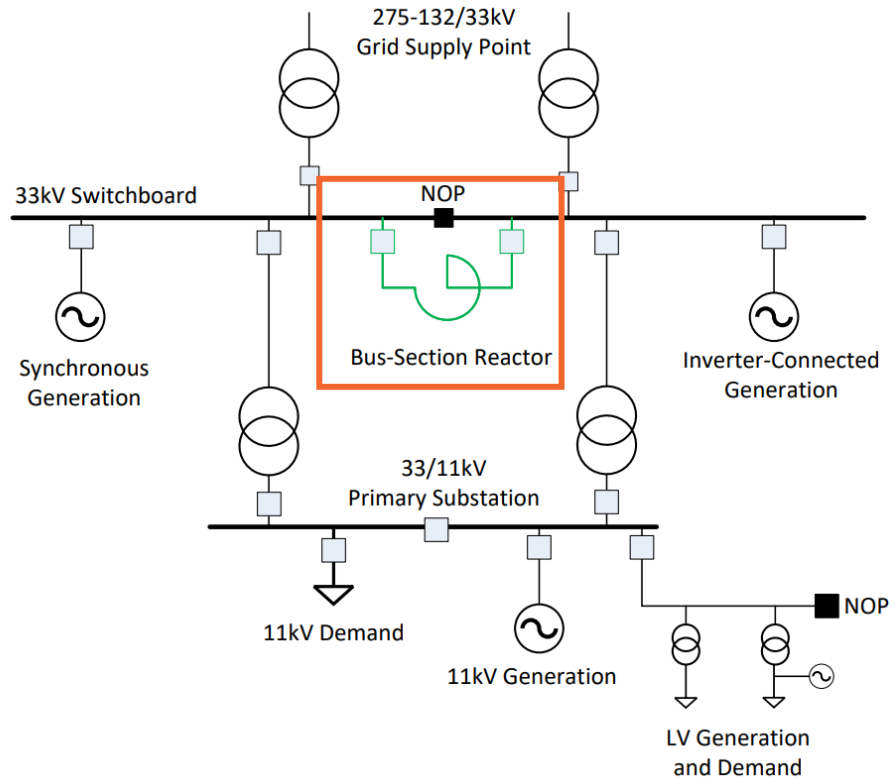 275-132/33kV
Grid Supply Point
33kV Switchboard
NOP
Bus-Section Reactor
Synchronous
Generation
Inverter-Connected
Generation
33/11kV
Primary Substation
11kV Demand
11kV Generation
NOP
LV Generation
and Demand